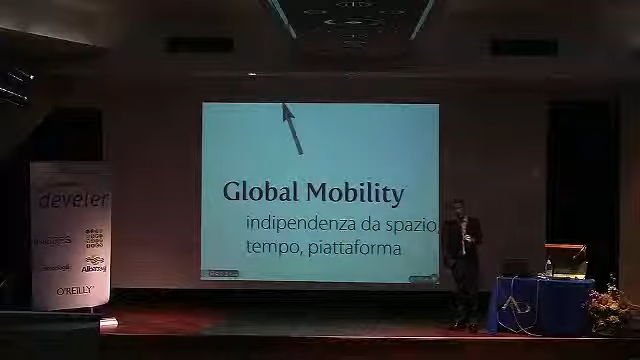 develer
O'REILLY
Global Mobility
indipendenza da spazio,
tempo, piattaforma